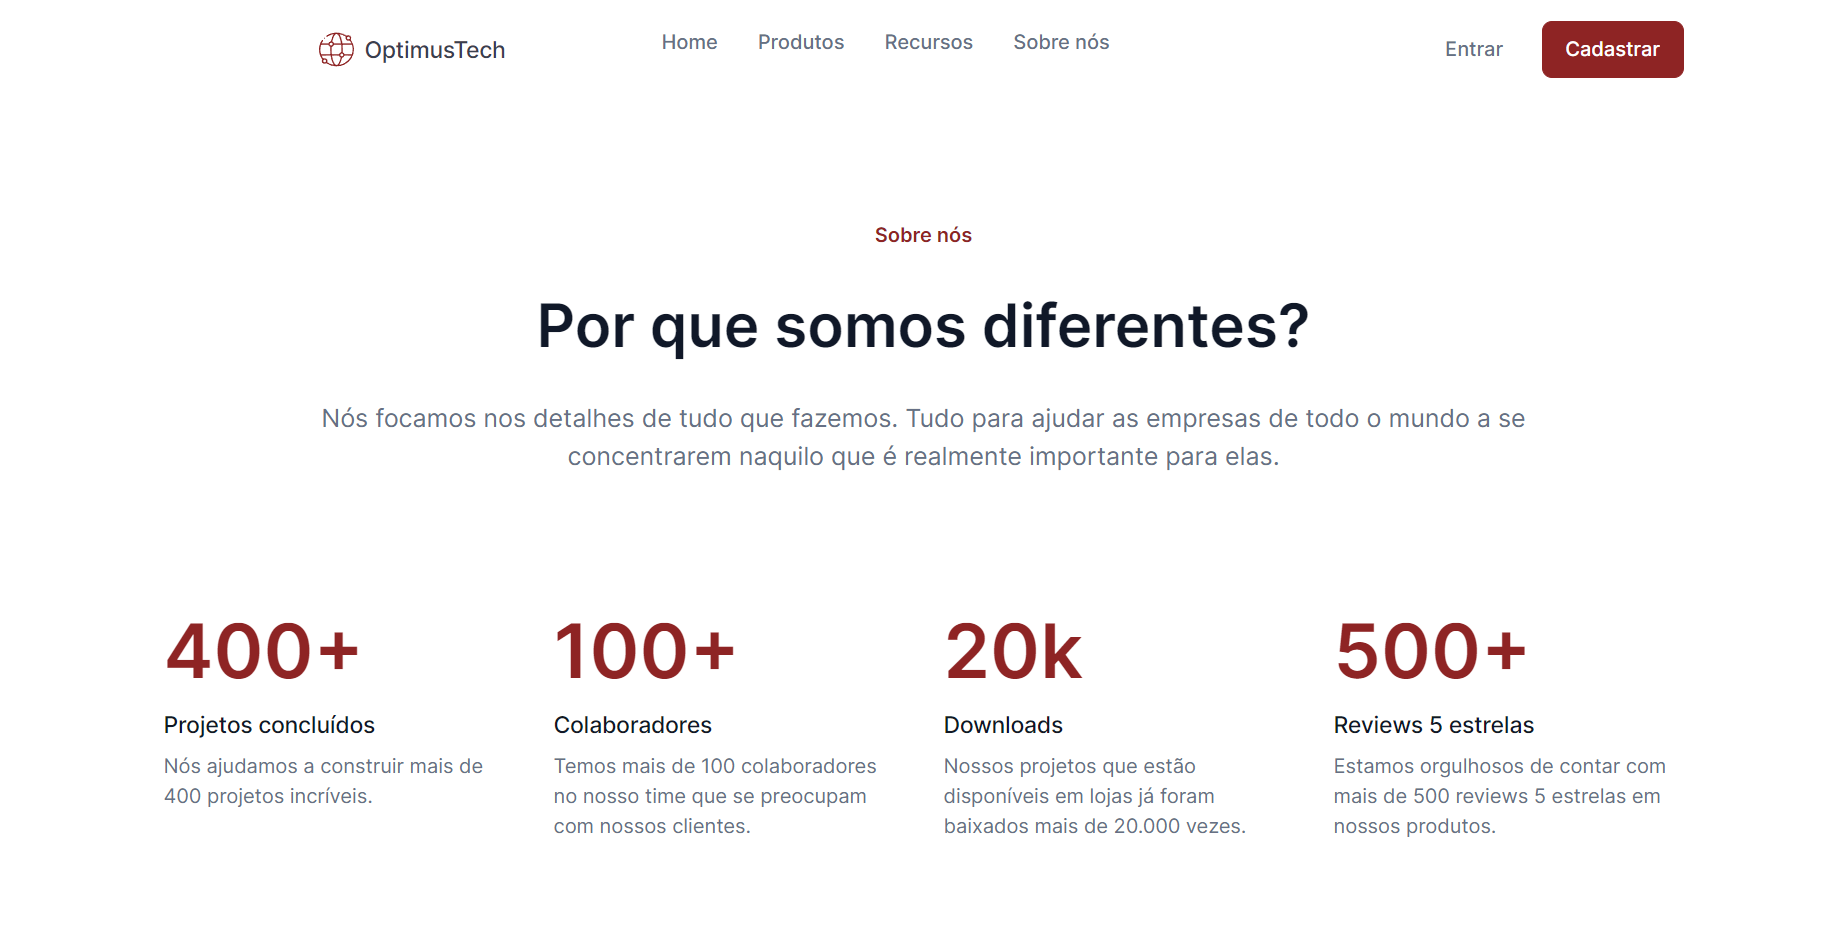 OptimusTech
Home Produtos Recursos Sobre nós
Entrar Cadastrar
Sobre nós
Por que somos diferentes?
Nós focamos nos detalhes de tudo que fazemos. Tudo para ajudar as empresas de todo o mundo a se
concentrarem naquilo que é realmente importante para elas.
400+
Projetos concluídos
Nós ajudamos a construir mais de
400 projetos incríveis.
100+
Colaboradores
Temos mais de 100 colaboradores
no nosso time que se preocupam
com nossos clientes.
20k
Downloads
Nossos projetos que estão
disponíveis em lojas já foram
baixados mais de 20.000 vezes.
500+
Reviews 5 estrelas
Estamos orgulhosos de contar com
mais de 500 reviews 5 estrelas em
nossos produtos.